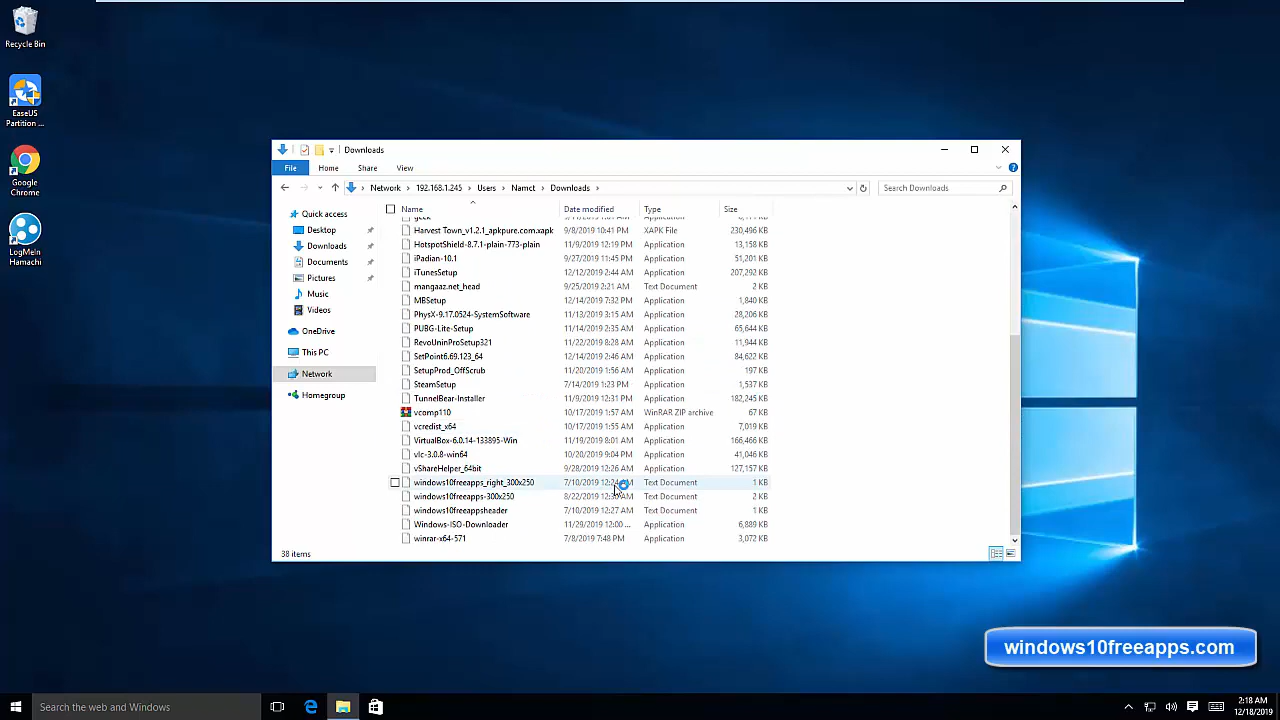 Recycle Bin
EaseUS
Partition ...
Google
Chrome
LogMeIn
Hamachi
Downloads
File Home Share View
Network 192.168.1.245 Users Namct Downloads
Search Downloads
Quick access
Desktop
Downloads
Documents
Pictures
Music
Videos
OneDrive
This PC
Network
Homegroup
Name Date modified Type Size
Harvest Town_v1.2.1_apkpure.com.xapk 9/8/2019 10:41 PM XAPK File 230,496 KB
HotspotShield-8.7.1-plain-773-plain 11/9/2019 12:19 PM Application 13,158 KB
iPadian-10.1 9/27/2019 11:45 PM Application 51,201 KB
iTunesSetup 12/12/2019 2:44 AM Application 207,292 KB
mangaaz.net_head 9/25/2019 2:21 AM Text Document 2 KB
MBSetup 12/14/2019 7:32 PM Application 1,840 KB
PhysX-9.17.0524-SystemSoftware 11/13/2019 3:15 AM Application 28,206 KB
PUBG-Lite-Setup 11/14/2019 2:35 AM Application 65,644 KB
RevoUninProSetup321 11/22/2019 8:28 AM Application 11,944 KB
SetPoint6.69.123_64 12/14/2019 2:46 AM Application 84,622 KB
SetupProd_OffScrub 11/20/2019 1:56 AM Application 197 KB
SteamSetup 7/14/2019 1:23 PM Application 1,537 KB
TunnelBear-Installer 11/9/2019 12:31 PM Application 182,245 KB
vcomp110 10/17/2019 1:57 AM WinRAR ZIP archive 67 KB
vcredist_x64 10/17/2019 1:55 AM Application 7,019 KB
VirtualBox-6.0.14-133895-Win 11/19/2019 8:01 AM Application 166,466 KB
vlc-3.0.8-win64 10/20/2019 9:04 PM Application 41,046 KB
vShareHelper_64bit 9/28/2019 12:26 AM Application 127,157 KB
windows10freeapps_right_300x250 7/10/2019 Text Document 1 KB
windows10freeapps-300x250 8/22/2019 Text Document 2 KB
windows10freeappsheader 7/10/2019 12:27 AM Text Document 1 KB
Windows-ISO-Downloader 11/29/2019 12:00 ... Application 6,889 KB
winrar-x64-571 7/8/2019 7:48 PM Application 3,072 KB
38 items
windows10freeapps.com
Search the web and Windows
2:18 AM
12/18/2019